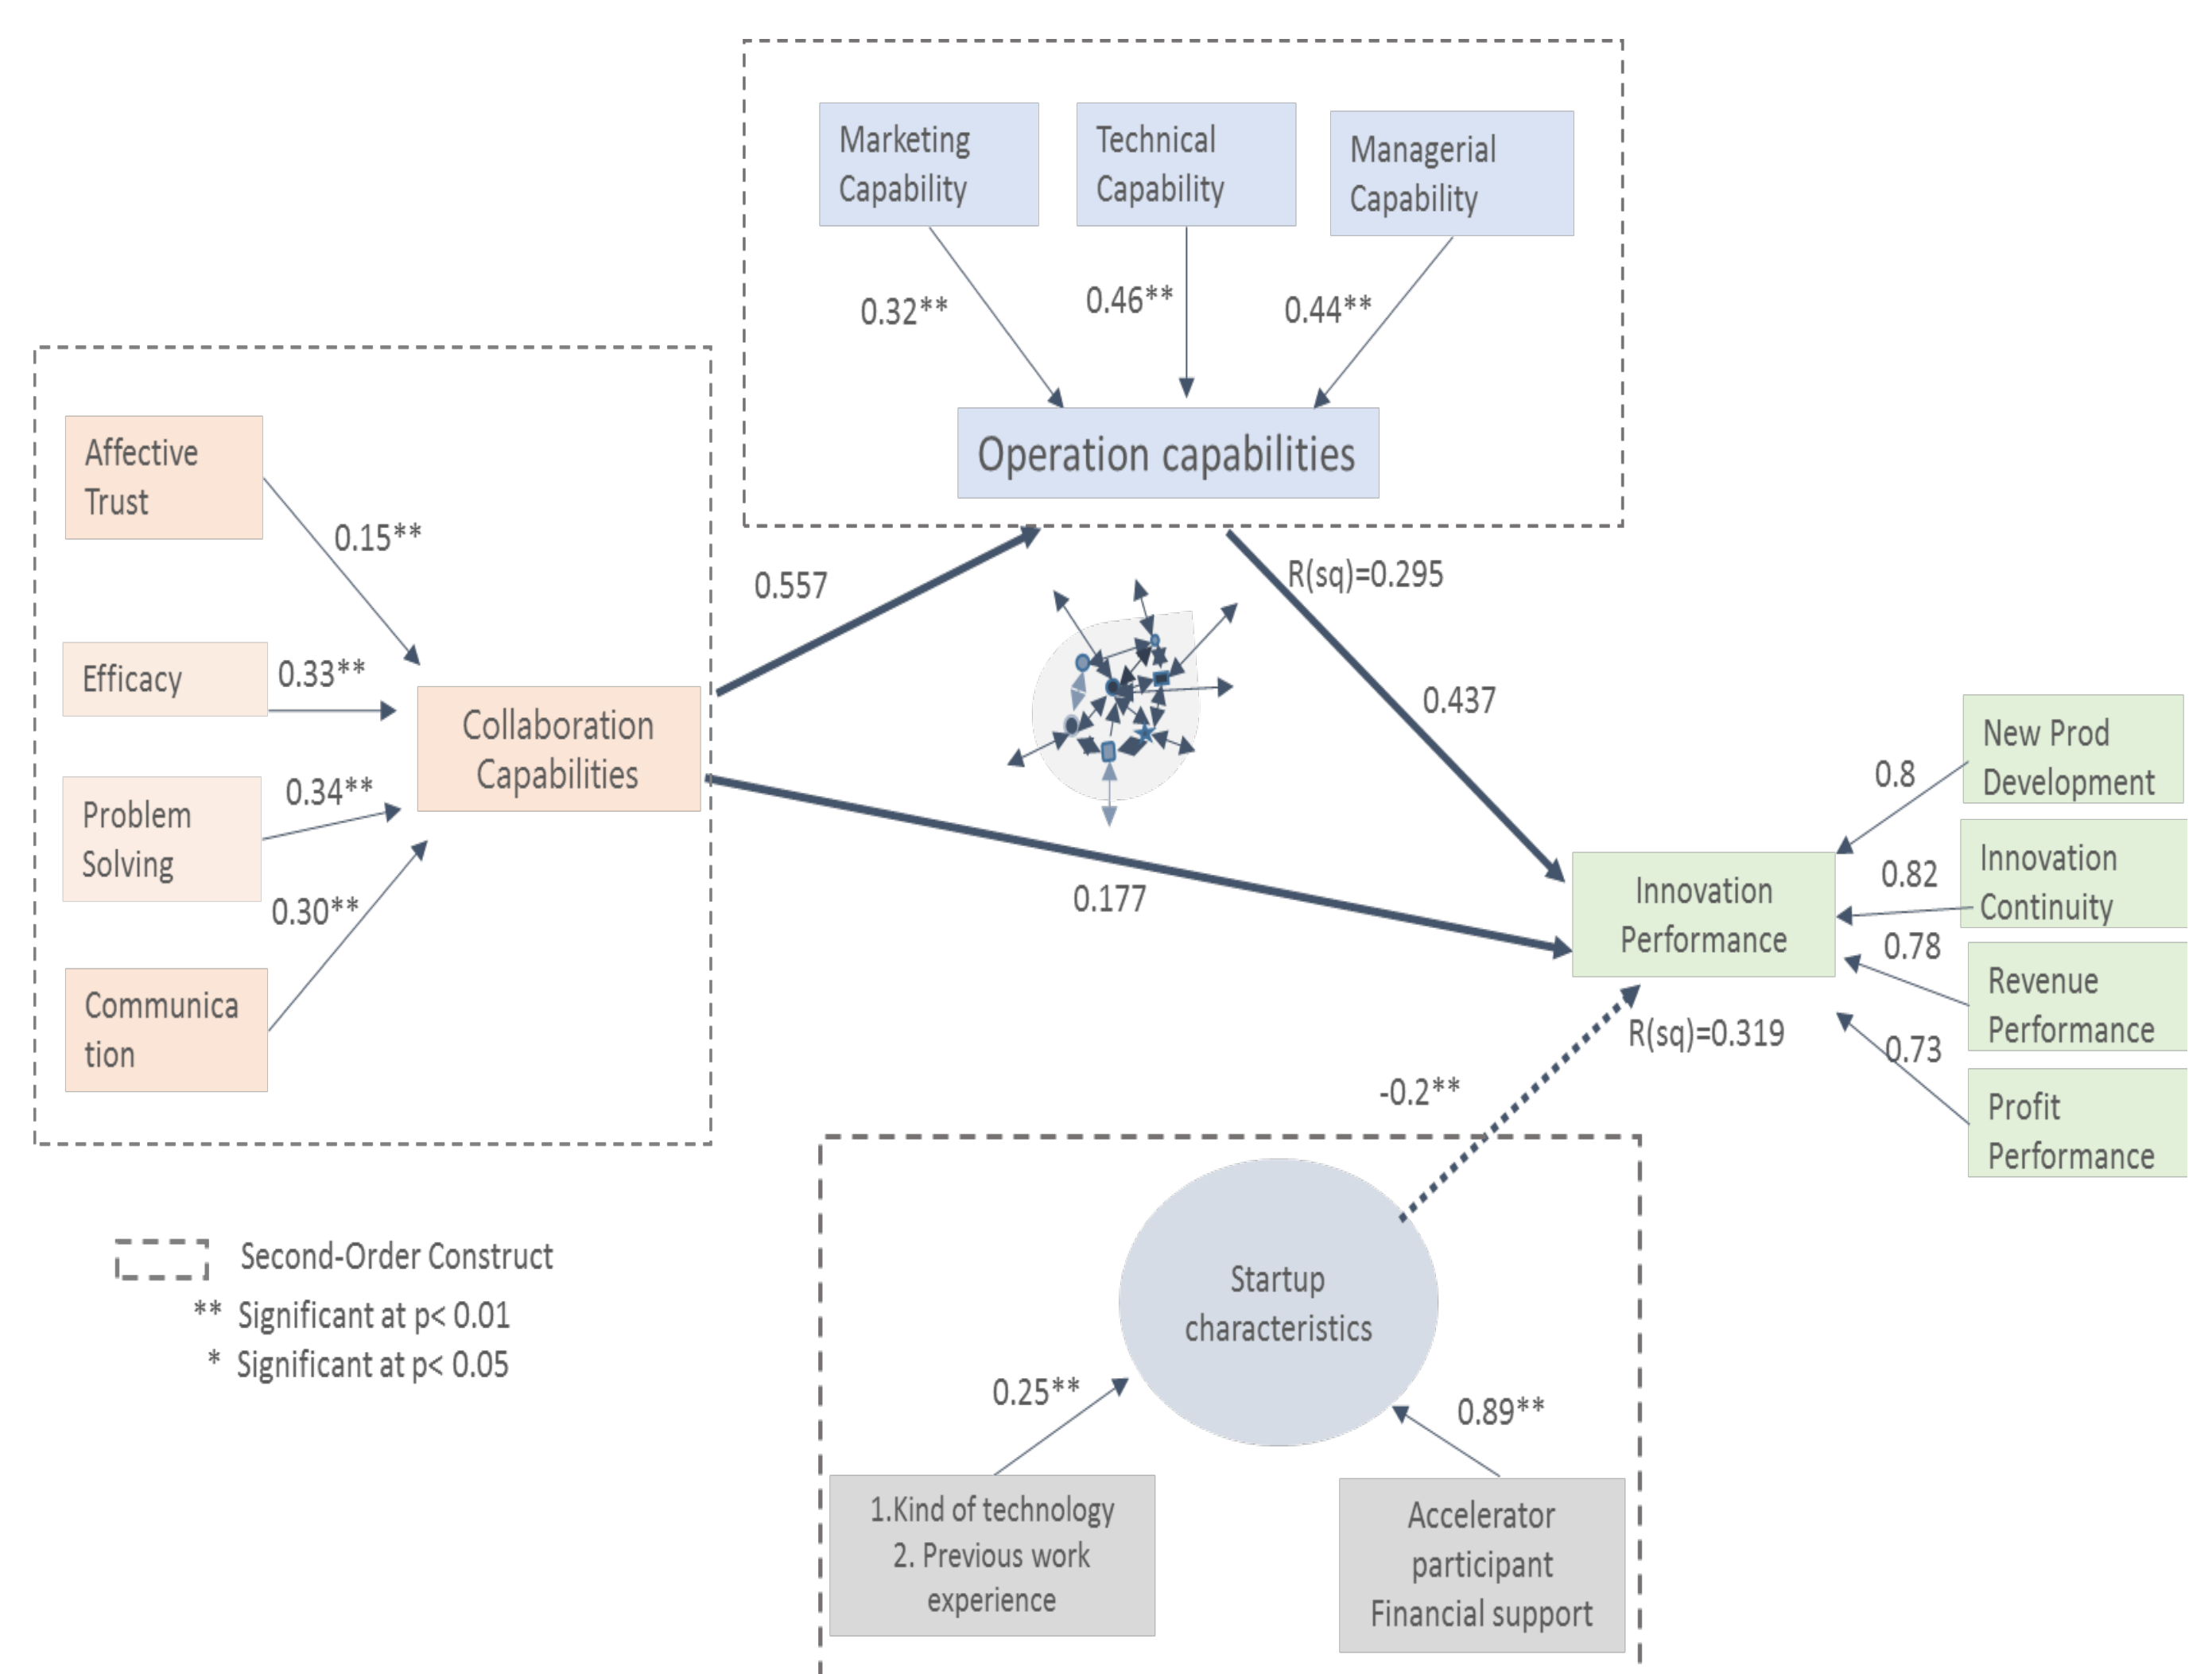 Marketing
Capability
Technical
Capability
Managerial
Capability
0.32**
0.46**
0.44**
Operation capabilities
Affective
Trust
0.15**
Efficacy
0.33**
Problem
Solving
0.34**
Communica
tion
0.30**
Collaboration
Capabilities
0.557
R(sq)=0.295
0.437
0.177
Innovation
Performance
New Prod
Development
0.8
Innovation
Continuity
0.82
Revenue
Performance
0.78
Profit
Performance
0.73
R(sq)=0.319
-0.2**
Startup
characteristics
0.25**
0.89**
1.Kind of technology
2. Previous work
experience
Accelerator
participant
Financial support
Second-Order Construct
** Significant at p< 0.01
* Significant at p< 0.05